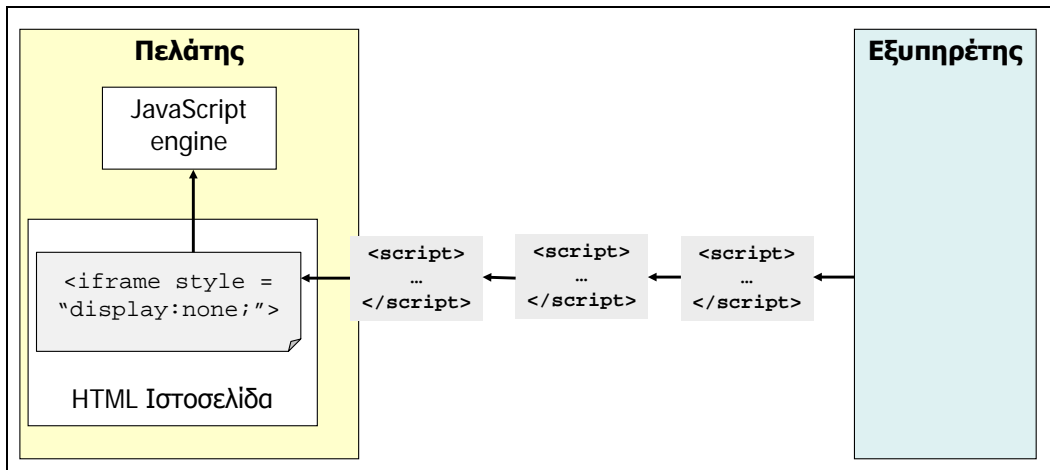 Πελάτης
JavaScript
engine
<iframe style =
“display:none;”>
HTML Ιστοσελίδα
<script>
…
</script>
<script>
…
</script>
<script>
…
</script>
Εξυπηρέτης